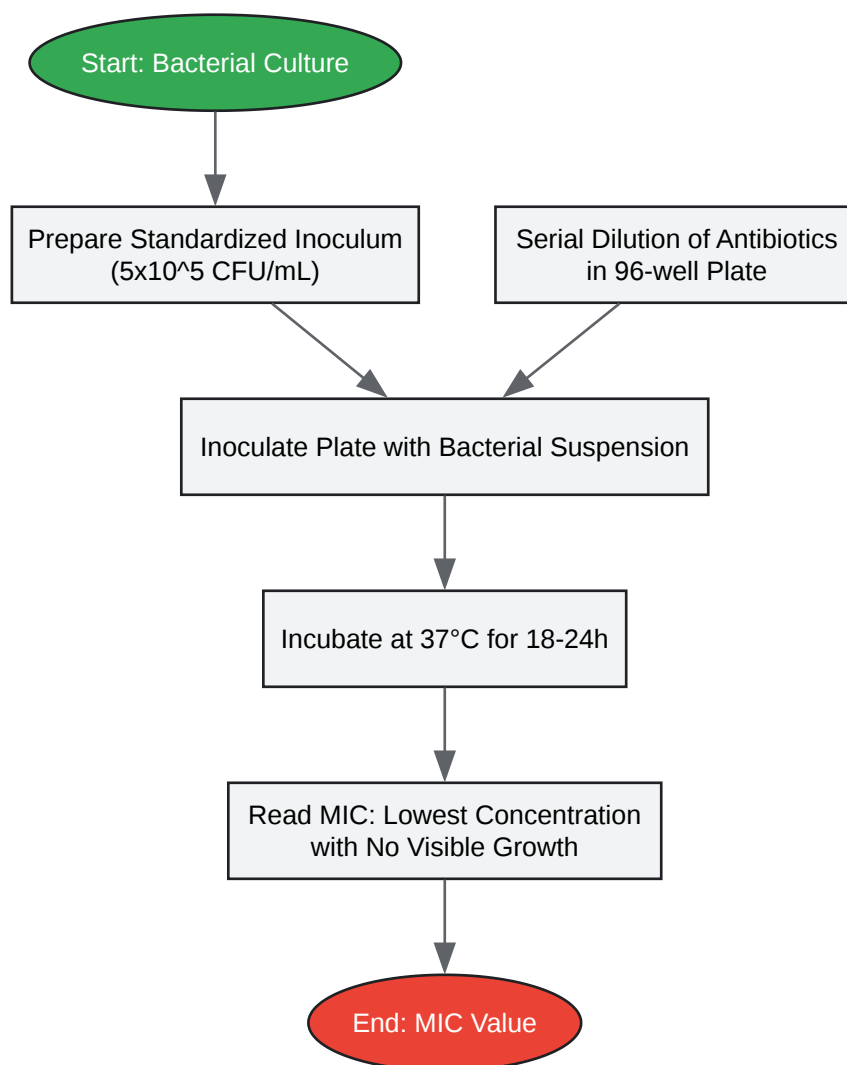 Start: Bacterial Culture
Prepare Standardized Inoculum
(5x10^5 CFU/mL)
Serial Dilution of Antibiotics
in 96-well Plate
Inoculate Plate with Bacterial Suspension
Incubate at 37°C for 18-24h
Read MIC: Lowest Concentration
with No Visible Growth
End: MIC Value